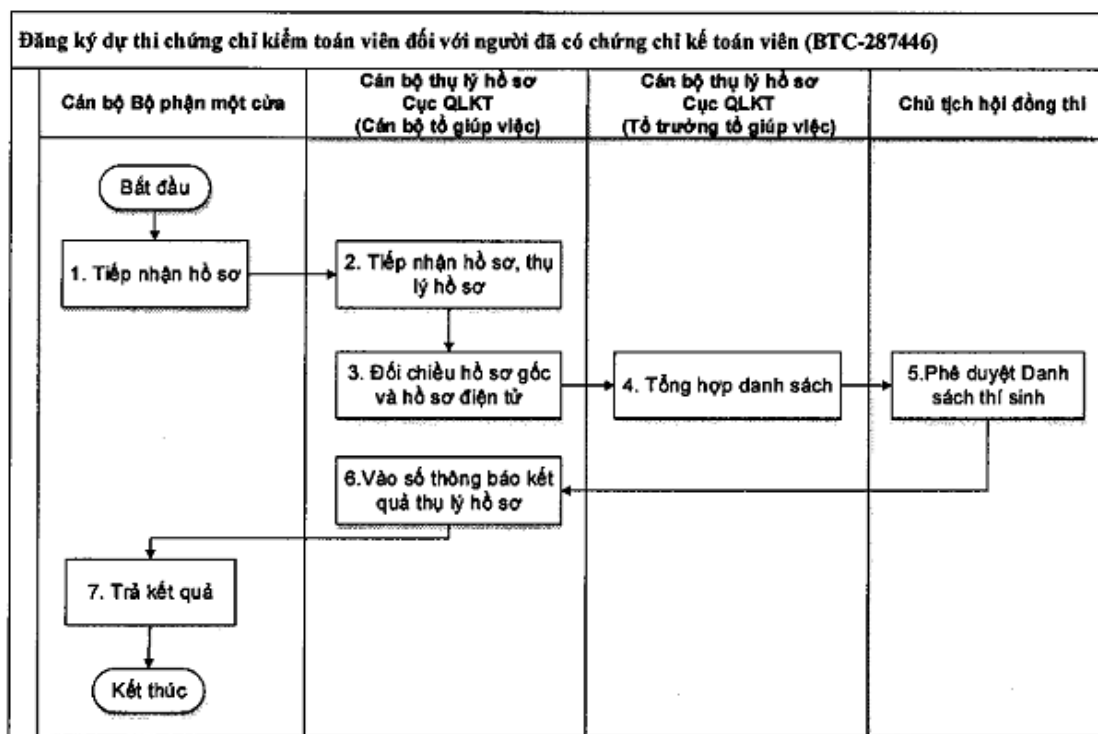 Đăng ký dự thi chứng chỉ kiểm toán viên đối với người đã có chứng chỉ kế toán viên (BTC-287446)
Cán bộ Bộ phận một cửa
Cán bộ thụ lý hồ sơ
Cục QLKT
(Cán bộ tổ giúp việc)
Cán bộ thụ lý hồ sơ
Cục QLKT
(Tổ trưởng tổ giúp việc)
Chủ tịch hội đồng thi
Bắt đầu
1. Tiếp nhận hồ sơ
2. Tiếp nhận hồ sơ, thụ
lý hồ sơ
3. Đối chiếu hồ sơ gốc
và hồ sơ điện tử
4. Tổng hợp danh sách
5.Phê duyệt Danh
sách thí sinh
6.Vào số thông báo kết
quả thụ lý hồ sơ
7. Trả kết quả
Kết thúc